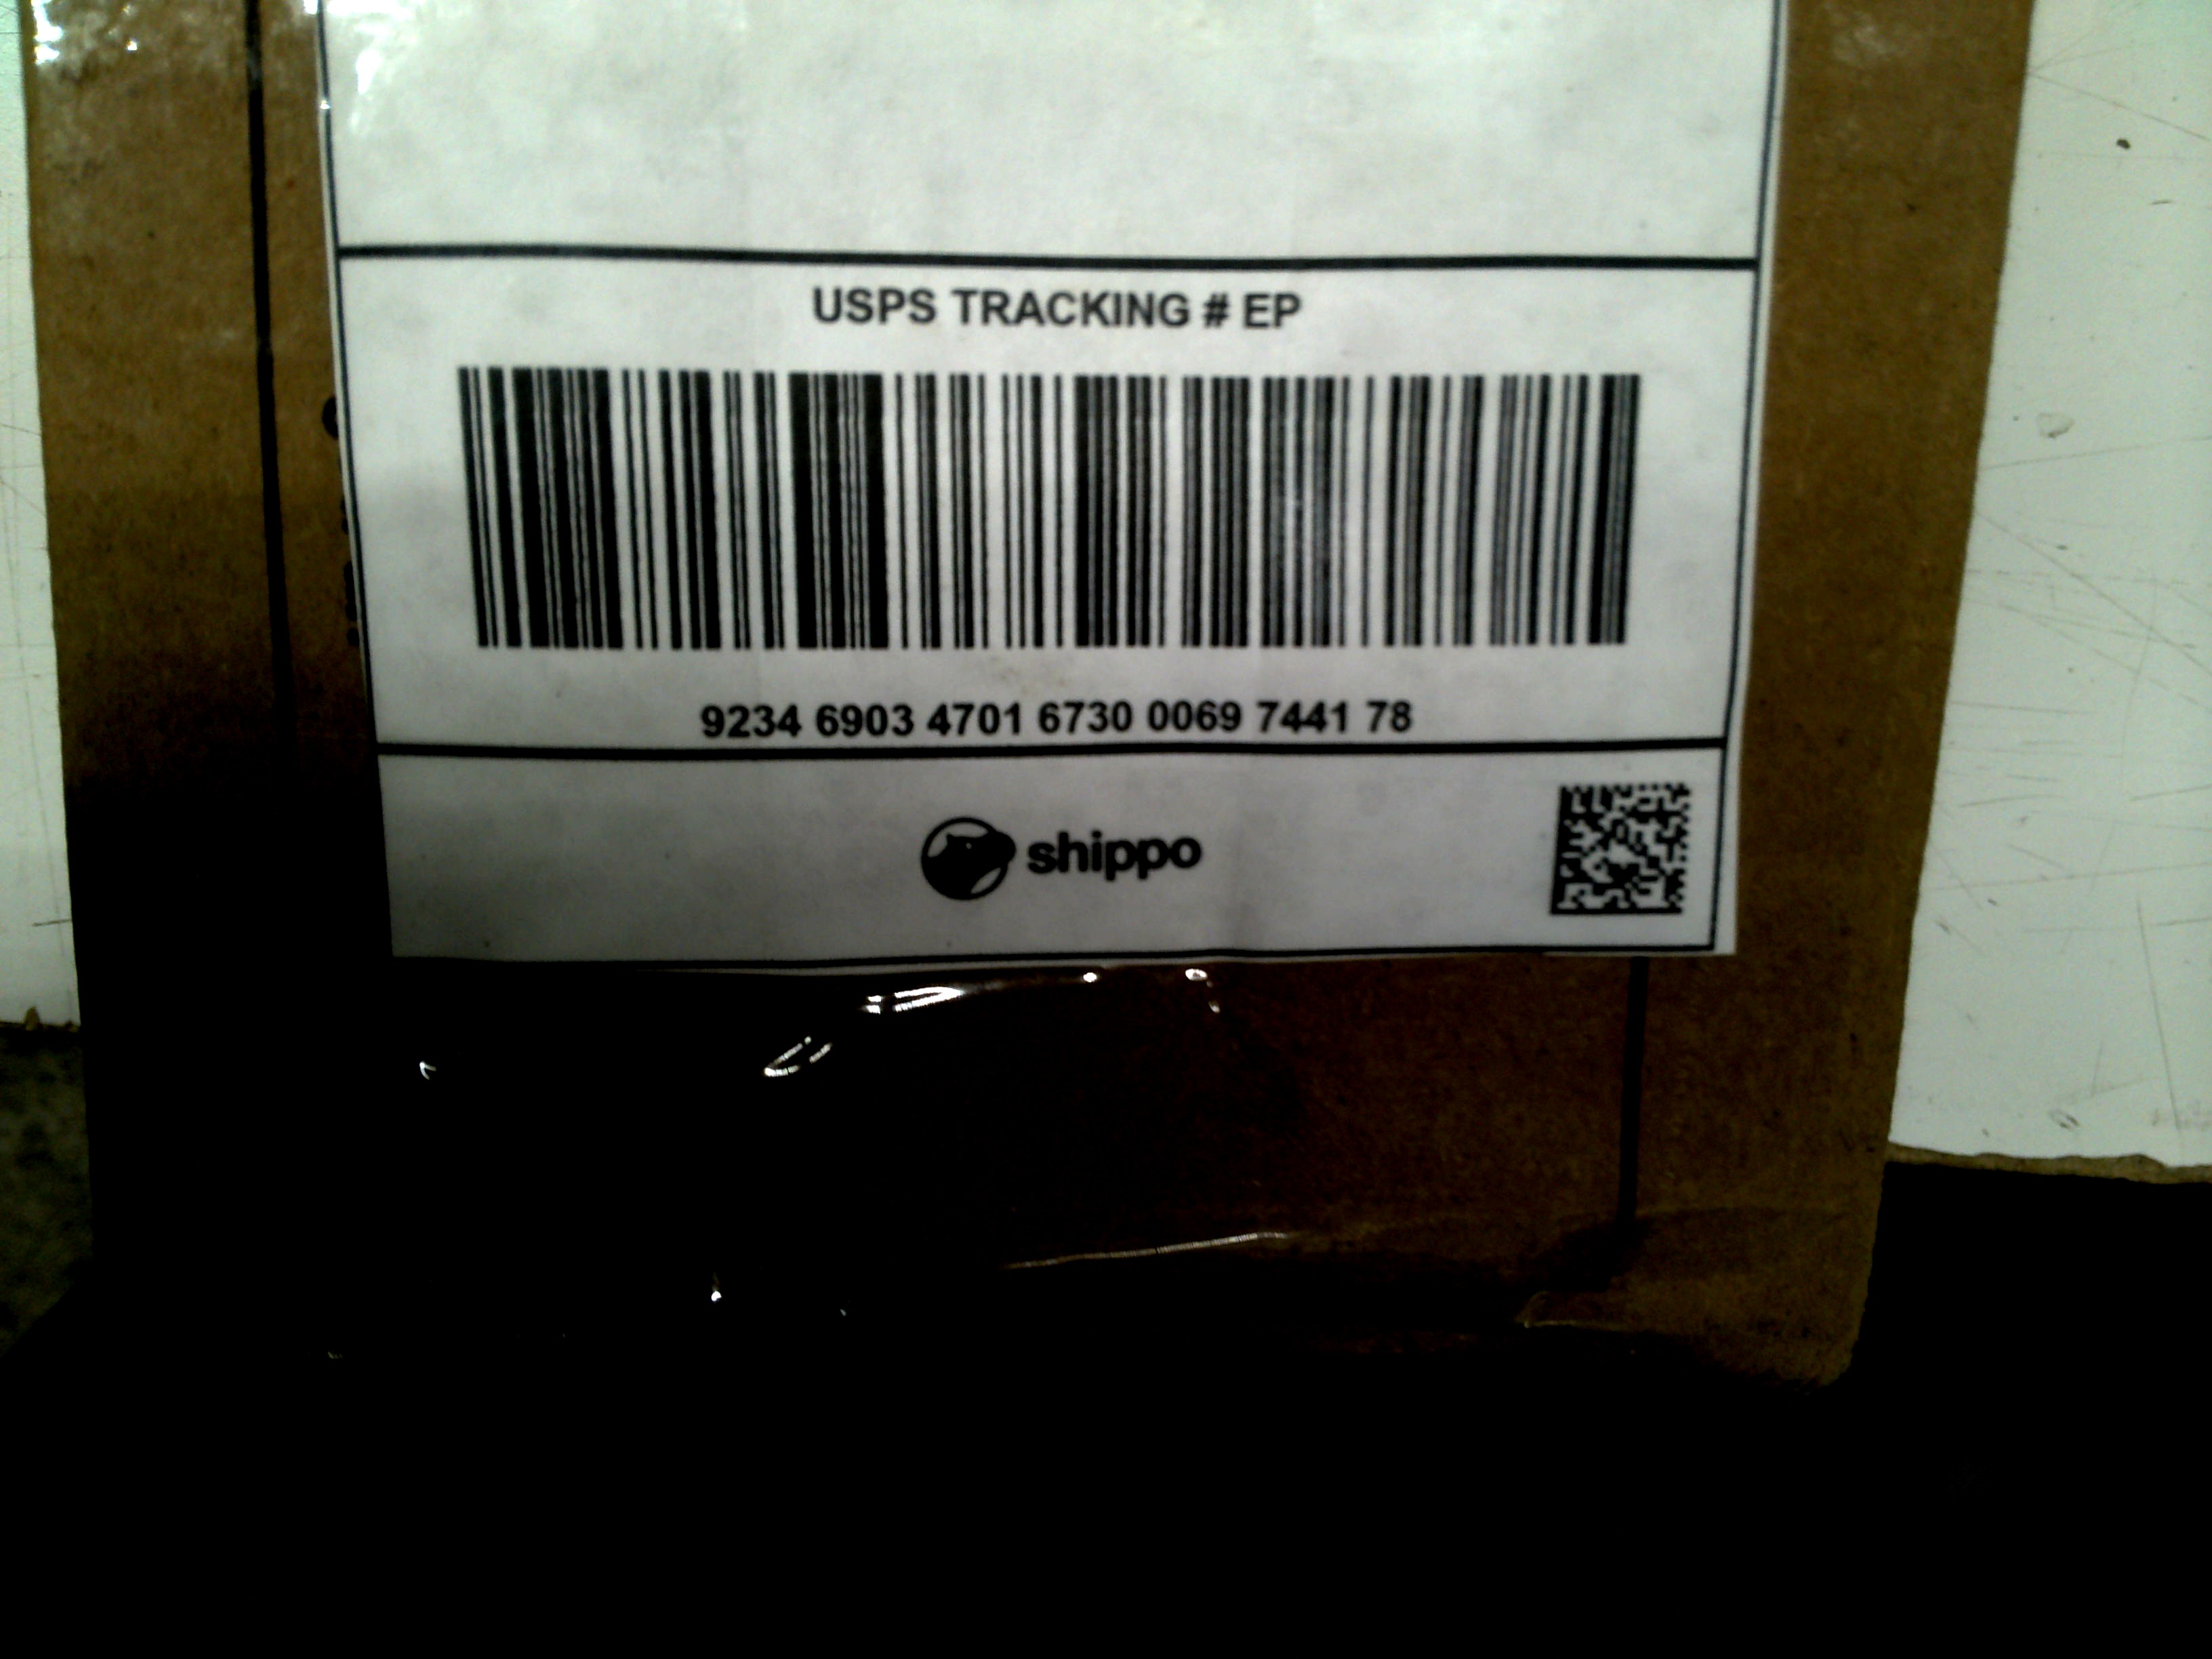 USPS TRACKING # EP
9234 6903 4701 6730 0069 7441 78
shippo